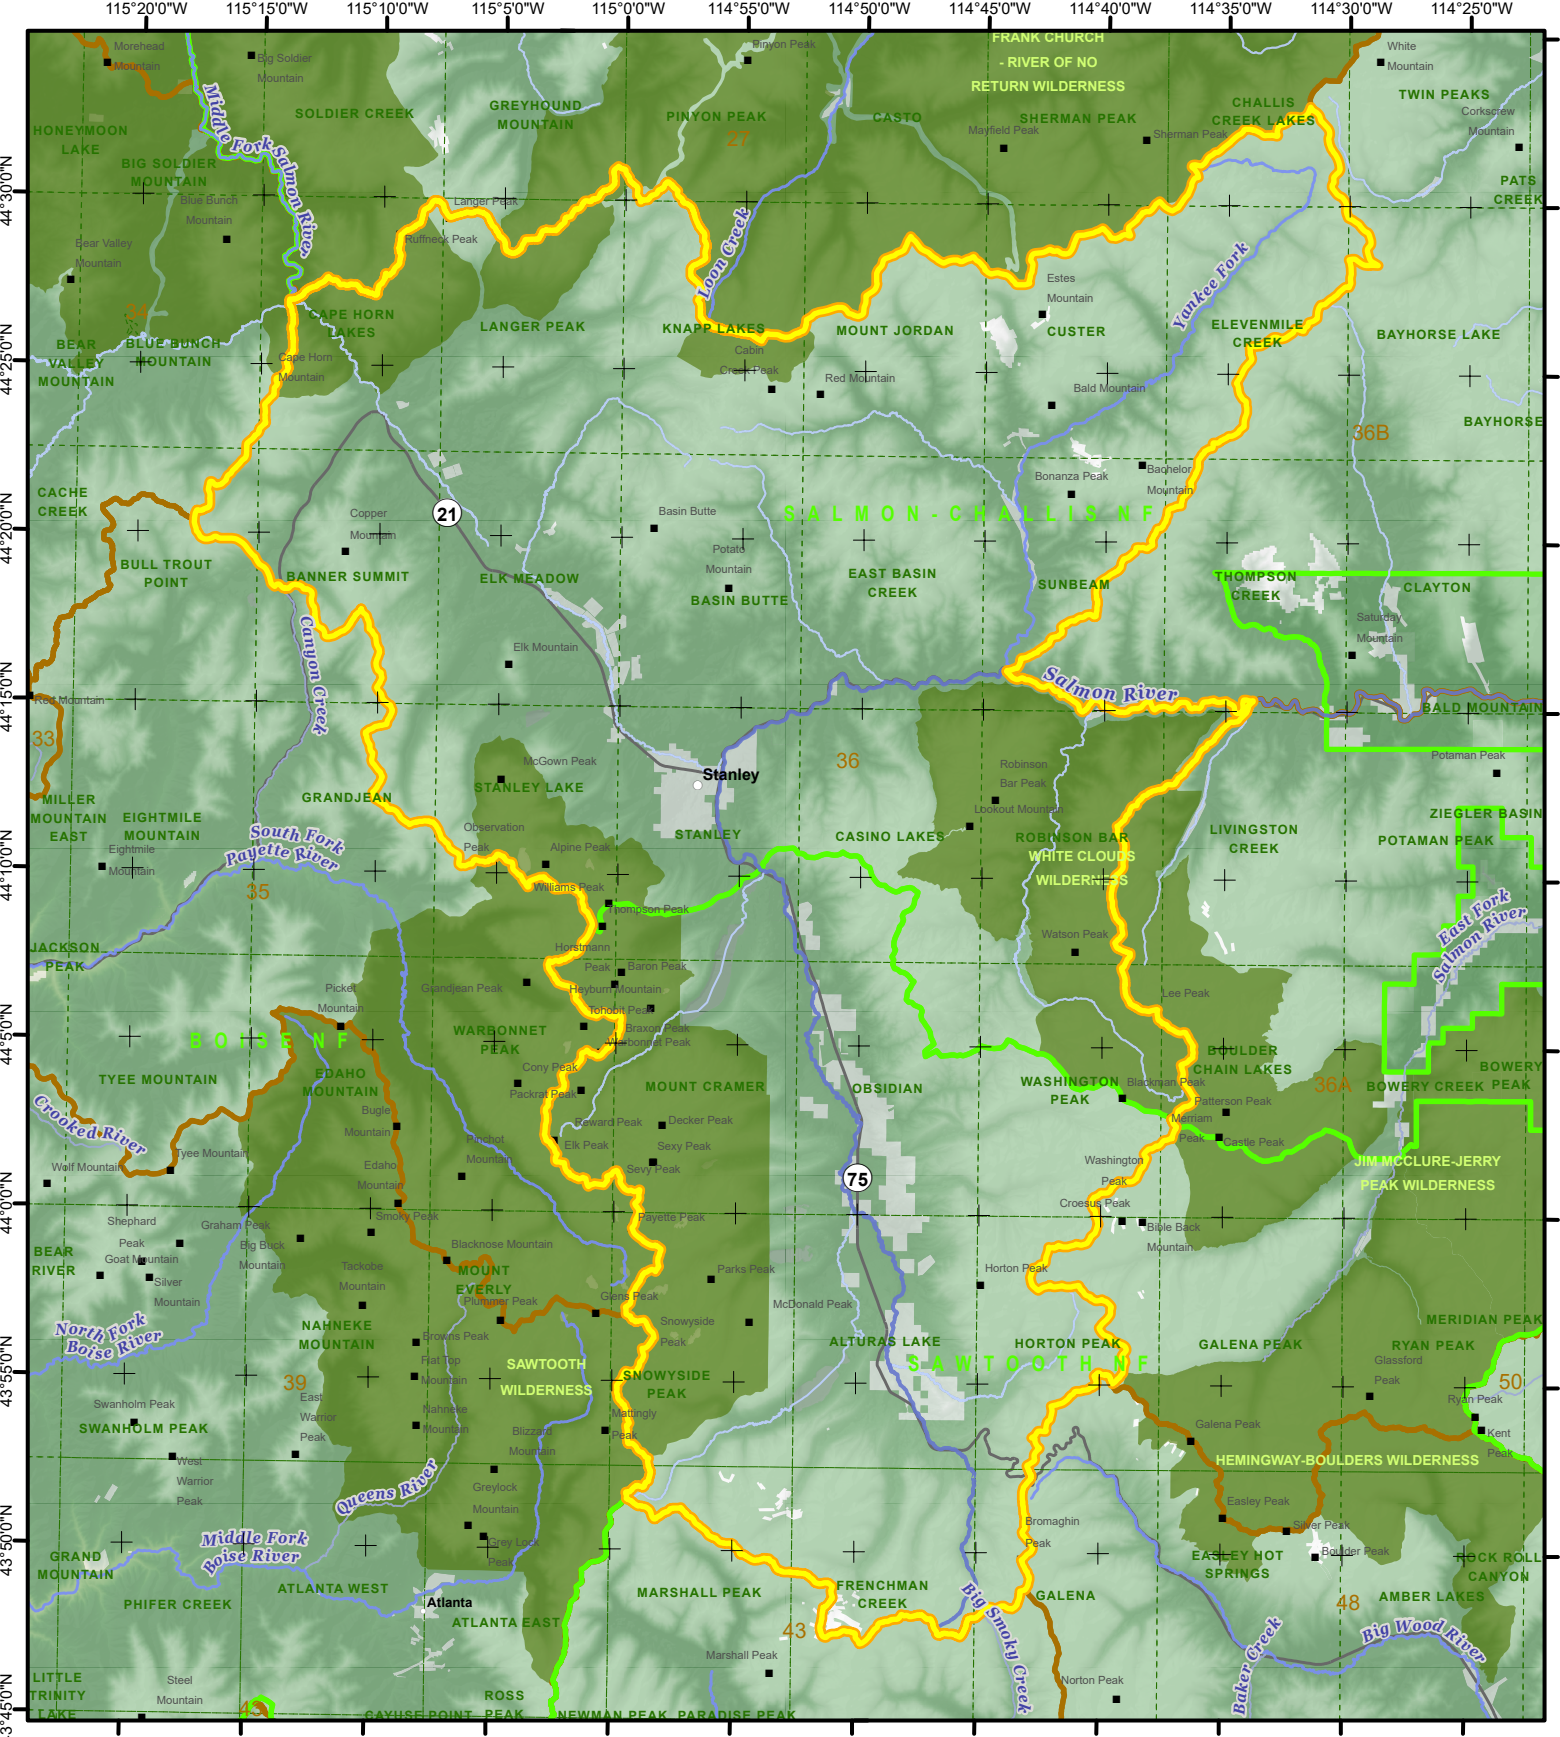 115°20'0"W
115°15'0"W
115°10'0"W
115°5'0"W
115°0'0"W
114°55'0"W
114°50'0"W
114°45'0"W
114°40'0"W
114°35'0"W
114°30'0"W
114°25'0"W
44°30'0"N
44°25'0"N
44°20'0"N
44°15'0"N
44°10'0"N
44°5'0"N
44°0'0"N
43°55'0"N
43°50'0"N
43°45'0"N
Morehead
Mountain
Big Soldier
Mountain
Pinyon Peak
FRANK CHURCH
- RIVER OF NO
RETURN WILDERNESS
White
Mountain
TWIN PEAKS
Corkscrew
Mountain
HONEYMOON
LAKE
SOLDIER CREEK
GREYHOUND
MOUNTAIN
PINYON PEAK
27
CASTO
Mayfield Peak
SHERMAN PEAK
Sherman Peak
CHALLIS
CREEK LAKES
Middle Fork Salmon River
BIG SOLDIER
MOUNTAIN
Blue Bunch
Mountain
PATS
CREEK
Bear Valley
Mountain
Langer Peak
Ruffneck Peak
Loon Creek
Yankee Fork
34
CAPE HORN
LAKES
LANGER PEAK
KNAPP LAKES
MOUNT JORDAN
Estes
Mountain
CUSTER
ELEVENMILE
CREEK
BAYHORSE LAKE
BEAR
VALLEY
MOUNTAIN
BLUE BUNCH
MOUNTAIN
Cape Horn
Mountain
Cabin
Creek Peak
Red Mountain
Bald Mountain
36B
BAYHORSE
CACHE
CREEK
21
Copper
Mountain
Basin Butte
Bonanza Peak
Bachelor
Mountain
SALMON-CHALLIS NF
BULL TROUT
POINT
BANNER SUMMIT
ELK MEADOW
Potato
Mountain
BASIN BUTTE
EAST BASIN
CREEK
SUNBEAM
THOMPSON
CREEK
CLAYTON
Saturday
Mountain
Canyon Creek
Elk Mountain
Salmon River
Red Mountain
33
BALD MOUNTAIN
Potaman Peak
McGown Peak
STANLEY LAKE
Stanley
36
Robinson
Bar Peak
Lookout Mountain
MILLER
MOUNTAIN
EAST
EIGHTMILE
MOUNTAIN
GRANDJEAN
Observation
Peak
STANLEY
CASINO LAKES
ROBINSON BAR
WHITE CLOUDS
WILDERNESS
LIVINGSTON
CREEK
ZIEGLER BASIN
POTAMAN PEAK
South Fork
Payette River
Eightmile
Mountain
35
Alpine Peak
Williams Peak
Thompson Peak
East Fork
Salmon River
JACKSON
PEAK
Horstmann
Peak
Baron Peak
Grandjean Peak
Heyburn Mountain
Watson Peak
Picket
Mountain
Tohobit Peak
Lee Peak
BOISE NF
WARBONNET
PEAK
Braxon Peak
Warbonnet Peak
TYEE MOUNTAIN
EDAHO
MOUNTAIN
Cony Peak
Packrat Peak
MOUNT CRAMER
OBSIDIAN
WASHINGTON
PEAK
Blackman Peak
BOULDER
CHAIN LAKES
36A
BOWERY CREEK
BOWERY
PEAK
Crooked River
Bugle
Mountain
Reward Peak
Decker Peak
Patterson Peak
Merriam
Peak
Castle Peak
Tyee Mountain
Wolf Mountain
Pinchot
Mountain
Elk Peak
Sexy Peak
Sevy Peak
Edaho
Mountain
75
Washington
Peak
JIM MCCLURE-JERRY
PEAK WILDERNESS
Shephard
Peak
Graham Peak
Smoky Peak
Payette Peak
Croesus Peak
Bible Back
Mountain
BEAR
RIVER
Goat Mountain
Silver
Mountain
Big Buck
Mountain
Blacknose Mountain
Tackobe
Mountain
MOUNT
EVERLY
Parks Peak
Horton Peak
Plummer Peak
Glens Peak
McDonald Peak
North Fork
Boise River
NAHNEKE
MOUNTAIN
Browns Peak
Snowyside
Peak
ALTURAS LAKE
HORTON PEAK
GALENA PEAK
MERIDIAN PEAK
RYAN PEAK
SAWTOOTH NF
Flat Top
Mountain
SAWTOOTH
WILDERNESS
SNOWYSIDE
PEAK
Glassford
Peak
50
39
East
Warrior
Peak
Swanholm Peak
SWANHOLM PEAK
Nahneke
Mountain
Mattingly
Peak
Ryan Peak
Kent
Peak
Blizzard
Mountain
Galena Peak
West
Warrior
Peak
HEMINGWAY-BOULDERS WILDERNESS
Queens River
Greylock
Mountain
Grey Lock
Peak
Easley Peak
Silver Peak
Boulder Peak
Bromaghin
Peak
Middle Fork
Boise River
GRAND
MOUNTAIN
EASLEY HOT
SPRINGS
ROCK ROLL
CANYON
ATLANTA WEST
Atlanta
MARSHALL PEAK
FRENCHMAN
CREEK
GALENA
48
AMBER LAKES
PHIFER CREEK
ATLANTA EAST
43
Big Smoky Creek
Baker Creek
Big Wood River
Marshall Peak
Norton Peak
LITTLE
TRINITY
LAKE
Steel
Mountain
43
CAYUSE POINT
ROSS
PEAK
NEWMAN PEAK
PARADISE PEAK